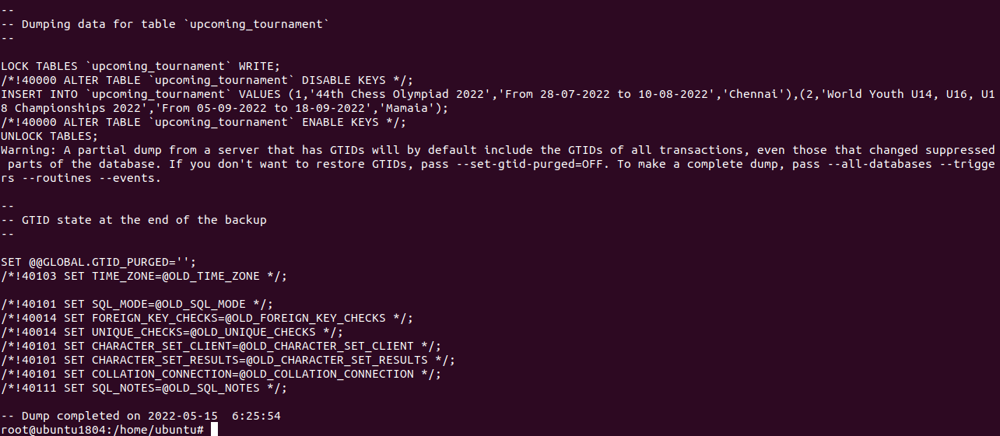 --
-- Dumping data for table `upcoming_tournament`
--
LOCK TABLES `upcoming_tournament` WRITE;
/*!40000 ALTER TABLE `upcoming_tournament` DISABLE KEYS */;
INSERT INTO `upcoming_tournament` VALUES (1,'44th Chess Olympiad 2022','From 28-07-2022 to 10-08-2022','Chennai'),(2,'World Youth U14, U16, U1
8 Championships 2022','From 05-09-2022 to 18-09-2022','Mamaia');
/*!40000 ALTER TABLE `upcoming_tournament` ENABLE KEYS */;
UNLOCK TABLES;
Warning: A partial dump from a server that has GTIDs will by default include the GTIDs of all transactions, even those that changed suppressed
 parts of the database. If you don't want to restore GTIDs, pass --set-gtid-purged=OFF. To make a complete dump, pass --all-databases --trigge
rs --routines --events.
--
-- GTID state at the end of the backup
--
SET @@GLOBAL.GTID_PURGED='';
/*!40103 SET TIME_ZONE=@OLD_TIME_ZONE */;
/*!40101 SET SQL_MODE=@OLD_SQL_MODE */;
/*!40014 SET FOREIGN_KEY_CHECKS=@OLD_FOREIGN_KEY_CHECKS */;
/*!40014 SET UNIQUE_CHECKS=@OLD_UNIQUE_CHECKS */;
/*!40101 SET CHARACTER_SET_CLIENT=@OLD_CHARACTER_SET_CLIENT */;
/*!40101 SET CHARACTER_SET_RESULTS=@OLD_CHARACTER_SET_RESULTS */;
/*!40101 SET COLLATION_CONNECTION=@OLD_COLLATION_CONNECTION */;
/*!40111 SET SQL_NOTES=@OLD_SQL_NOTES */;
-- Dump completed on 2022-05-15  6:25:54
root@ubuntu1804:/home/ubuntu#